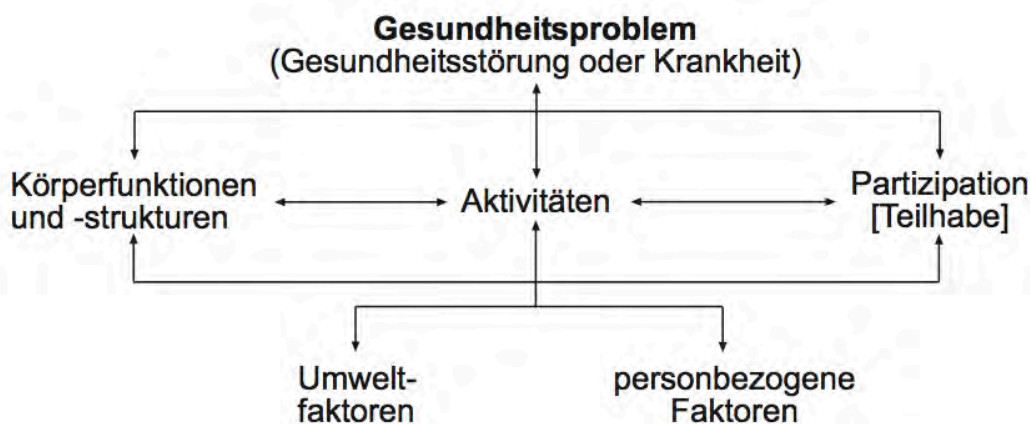 Gesundheitsproblem
(Gesundheitsstörung oder Krankheit)
Körperfunktionen
und -strukturen
Aktivitäten
Partizipation
[Teilhabe]
Umwelt-
faktoren
personbezogene
Faktoren